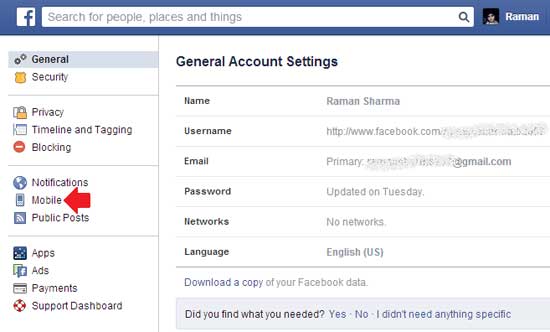 f
Search for people, places and things
Raman
General
Security
Privacy
Timeline and Tagging
Blocking
Notifications
Mobile
Public Posts
Apps
Ads
Payments
Support Dashboard
General Account Settings
Name Raman Sharma
Username http://www.facebook.com/
Email Primary: @gmail.com
Password Updated on Tuesday.
Networks No networks.
Language English (US)
Download a copy of your Facebook data.
Did you find what you needed? Yes · No · I didn't need anything specific